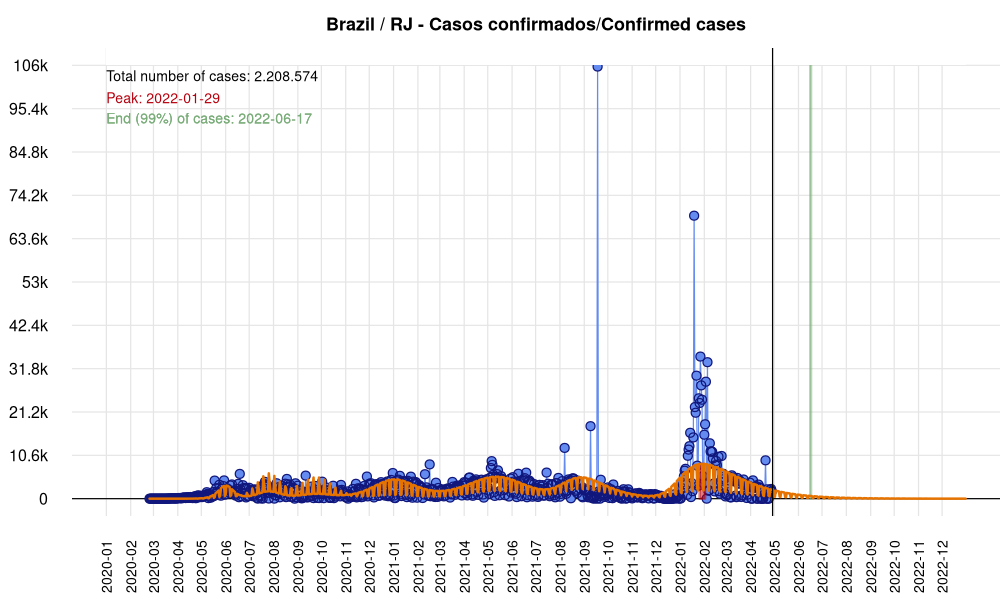 Brazil / RJ - Casos confirmados/Confirmed cases
Total number of cases: 2.208.574
Peak: 2022-01-29
End (99%) of cases: 2022-06-17
106k
95.4k
84.8k
74.2k
63.6k
53k
42.4k
31.8k
21.2k
10.6k
0
2020-01
2020-02
2020-03
2020-04
2020-05
2020-06
2020-07
2020-08
2020-09
2020-10
2020-11
2020-12
2021-01
2021-02
2021-03
2021-04
2021-05
2021-06
2021-07
2021-08
2021-09
2021-10
2021-11
2021-12
2022-01
2022-02
2022-03
2022-04
2022-05
2022-06
2022-07
2022-08
2022-09
2022-10
2022-11
2022-12